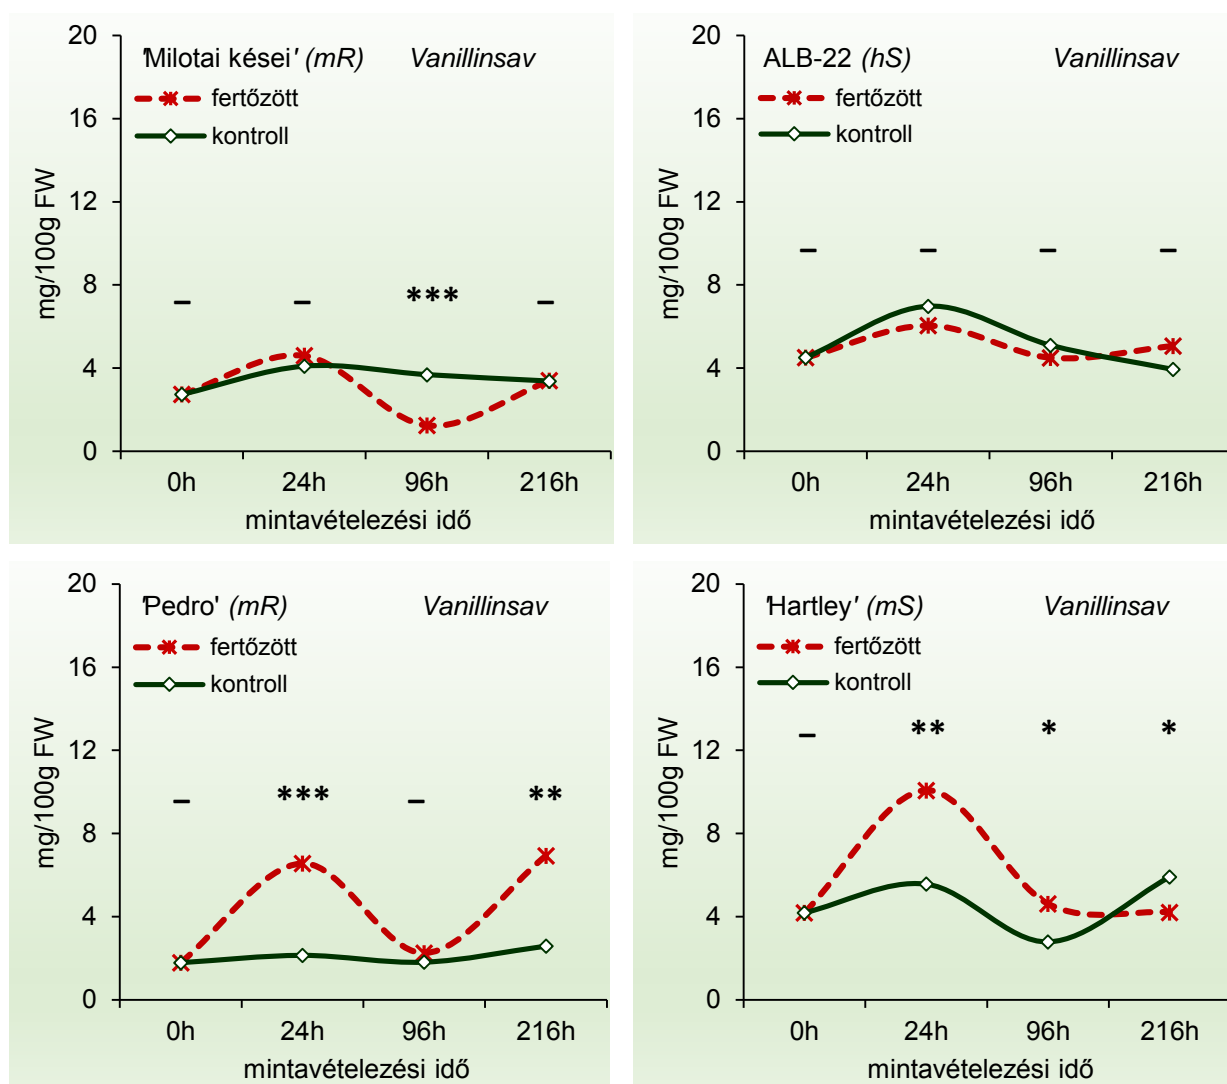 'Milotai kései' (mR) Vanillinsav
fertőzött
kontroll
mg/100g FW
20
16
12
8
4
0
– – *** –
0h 24h 96h 216h
mintavételezési idő
ALB-22 (hS) Vanillinsav
fertőzött
kontroll
mg/100g FW
20
16
12
8
4
0
– – – –
0h 24h 96h 216h
mintavételezési idő
'Pedro' (mR) Vanillinsav
fertőzött
kontroll
mg/100g FW
20
16
12
8
4
0
– *** – **
0h 24h 96h 216h
mintavételezési idő
'Hartley' (mS) Vanillinsav
fertőzött
kontroll
mg/100g FW
20
16
12
8
4
0
– ** * *
0h 24h 96h 216h
mintavételezési idő